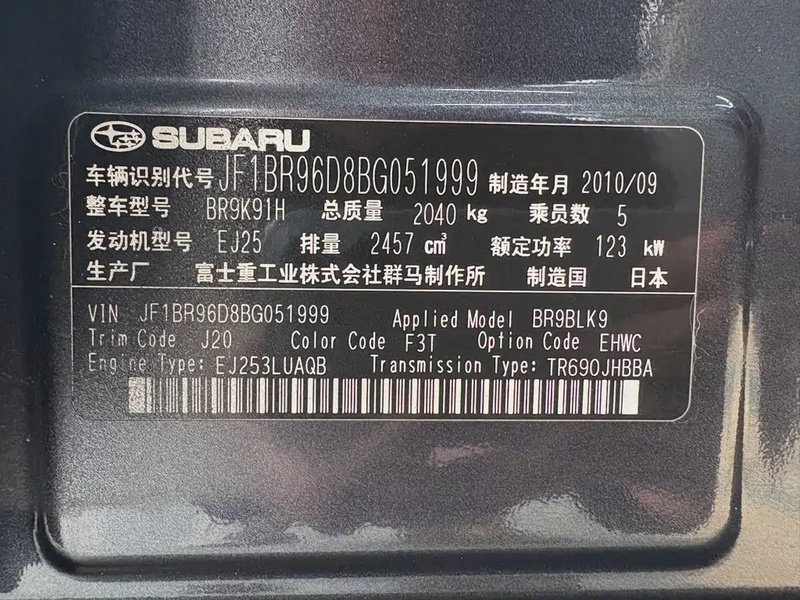 SUBARU
车辆识别代号 JF1BR96D8BG051999 制造年月 2010/09
整车型号 BR9K91H 总质量 2040 kg 乘员数 5
发动机型号 EJ25 排量 2457 cm³ 额定功率 123 kW
生产厂 富士重工业株式会社群马制作所 制造国 日本
VIN JF1BR96D8BG051999 Applied Model BR9BLK9
Trim Code J20 Color Code F3T Option Code EHWC
Engine Type: EJ253LUAQB Transmission Type: TR690JHBBA